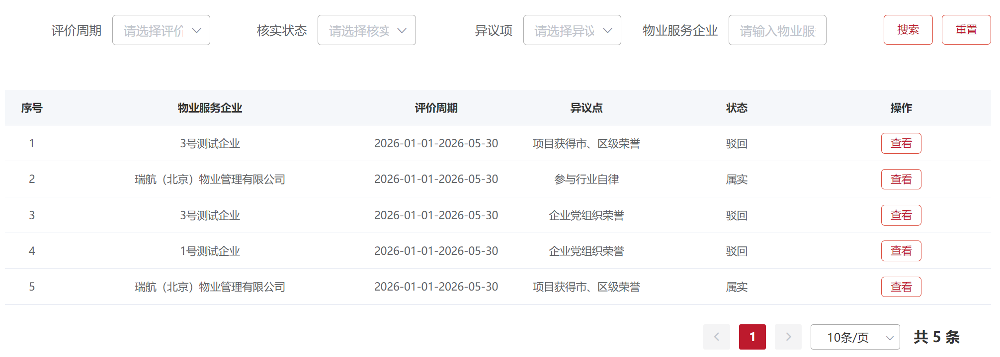 评价周期 请选择评价 核实状态 请选择核实 异议项 请选择异议 物业服务企业 请输入物业服 搜索 重置
序号 物业服务企业 评价周期 异议点 状态 操作
1 3号测试企业 2026-01-01-2026-05-30 项目获得市、区级荣誉 驳回 查看
2 瑞航（北京）物业管理有限公司 2026-01-01-2026-05-30 参与行业自律 属实 查看
3 3号测试企业 2026-01-01-2026-05-30 企业党组织荣誉 驳回 查看
4 1号测试企业 2026-01-01-2026-05-30 企业党组织荣誉 驳回 查看
5 瑞航（北京）物业管理有限公司 2026-01-01-2026-05-30 项目获得市、区级荣誉 属实 查看
1 10条/页 共 5 条